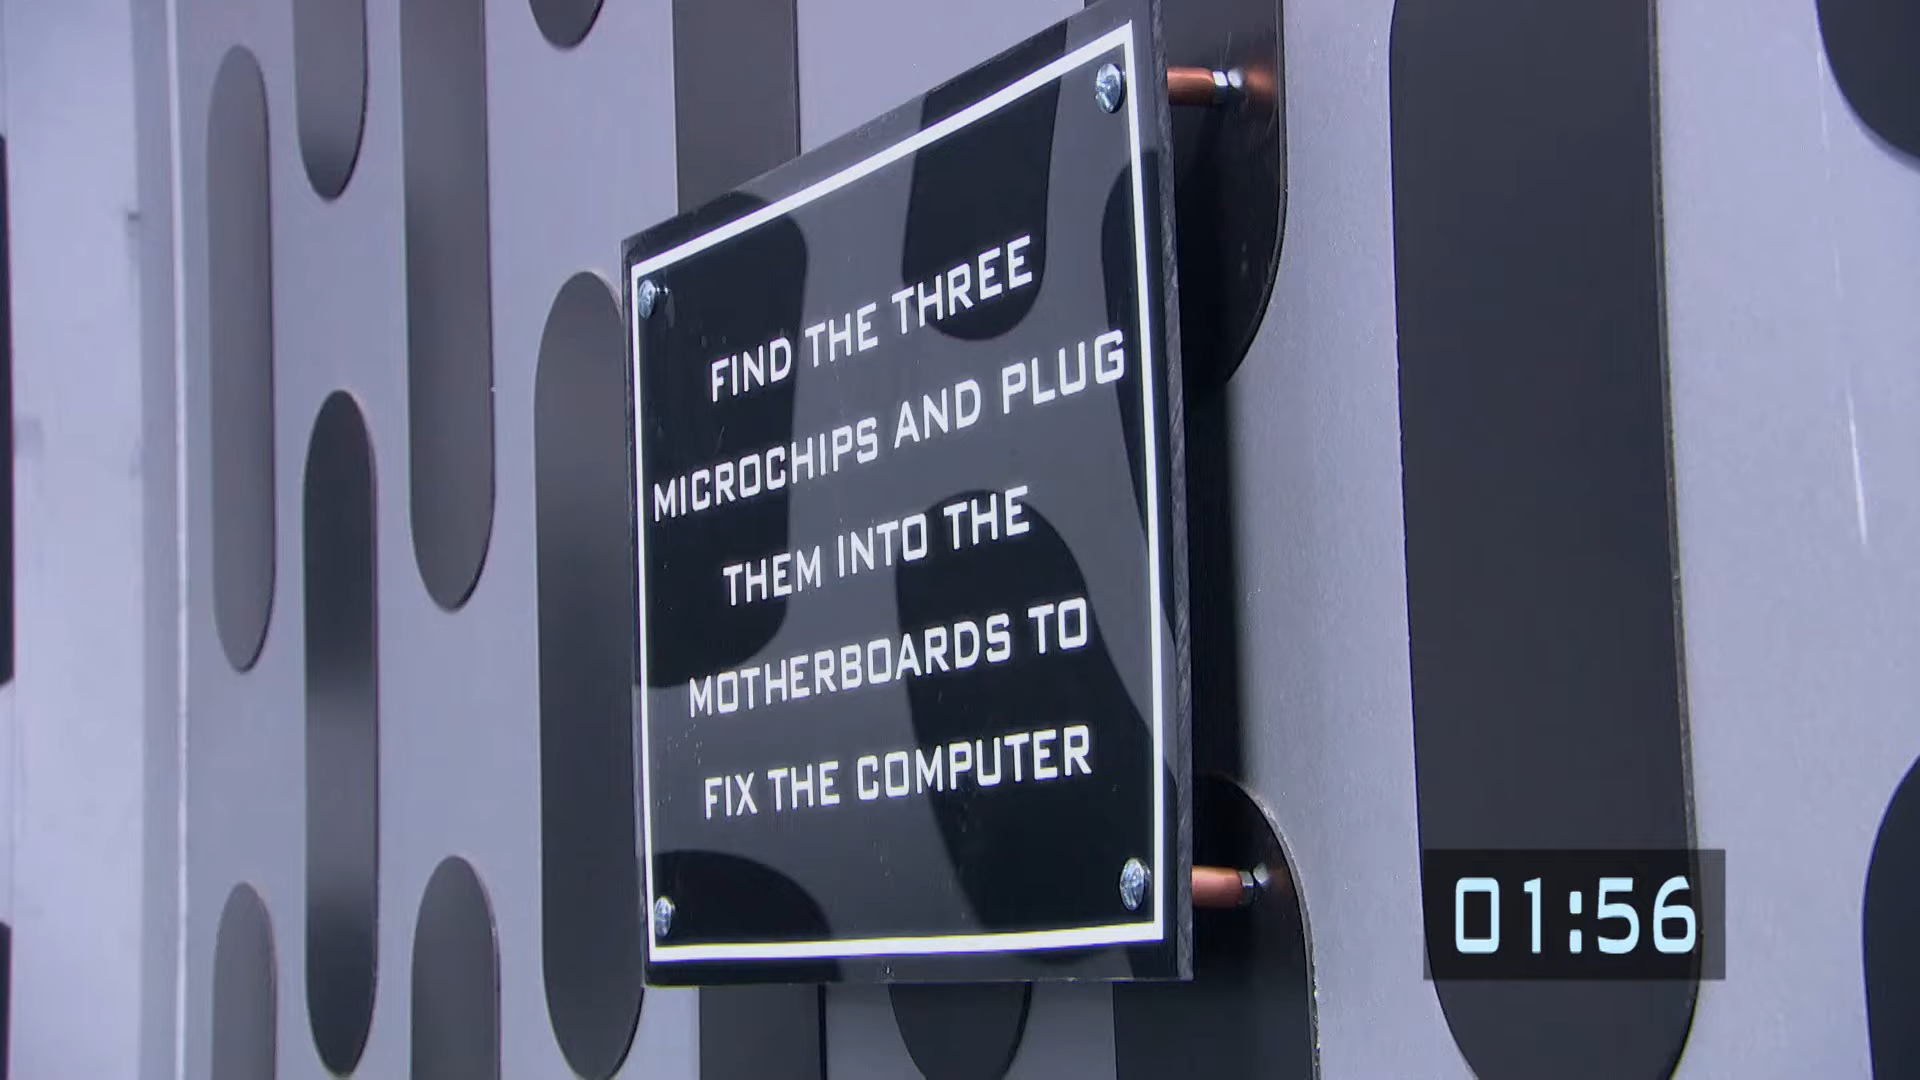 FIND THE THREE
MICROCHIPS AND PLUG
THEM INTO THE
MOTHERBOARDS TO
FIX THE COMPUTER
01:56